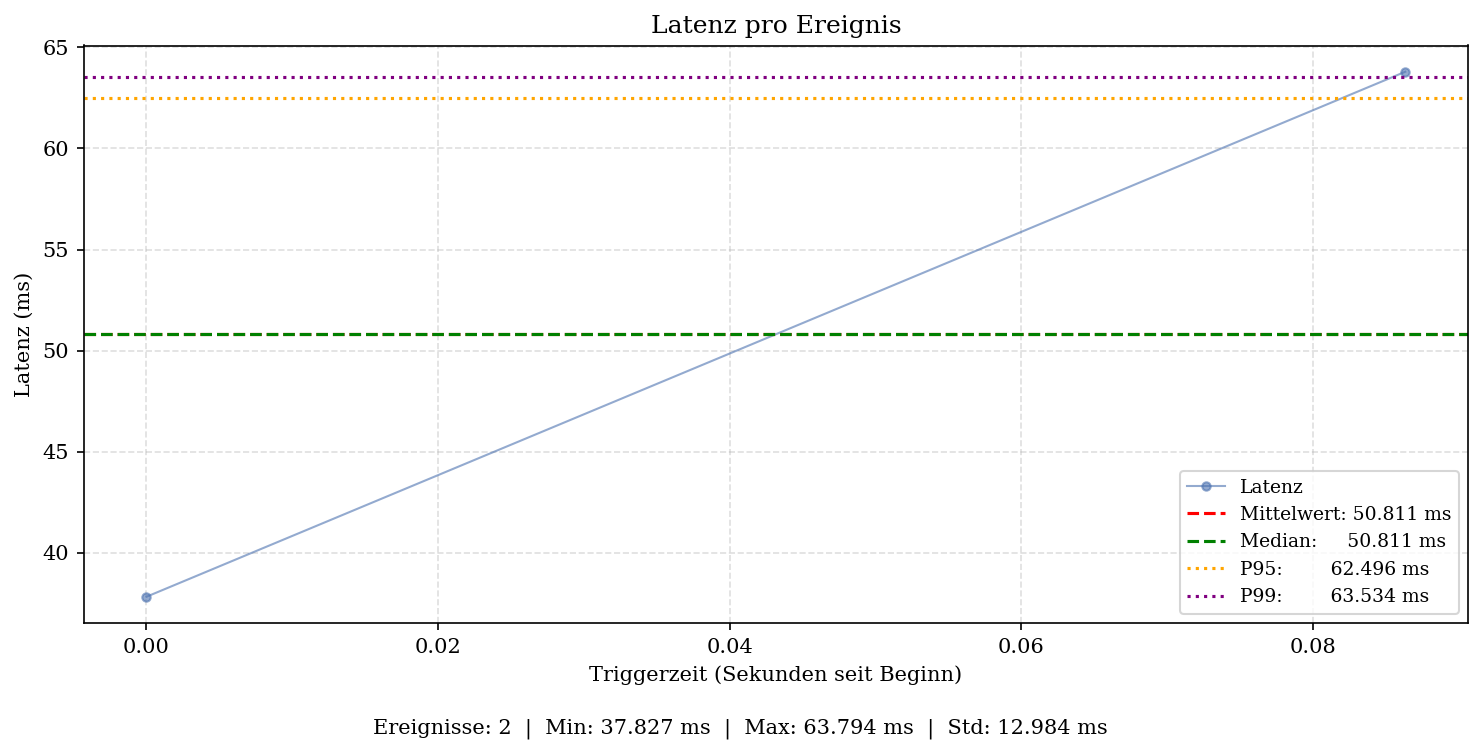 Latenz pro Ereignis
65
60
55
50
45
40
Latenz (ms)
Latenz
Mittelwert: 50.811 ms
Median: 50.811 ms
P95: 62.496 ms
P99: 63.534 ms
0.00 0.02 0.04 0.06 0.08
Triggerzeit (Sekunden seit Beginn)
Ereignisse: 2 | Min: 37.827 ms | Max: 63.794 ms | Std: 12.984 ms